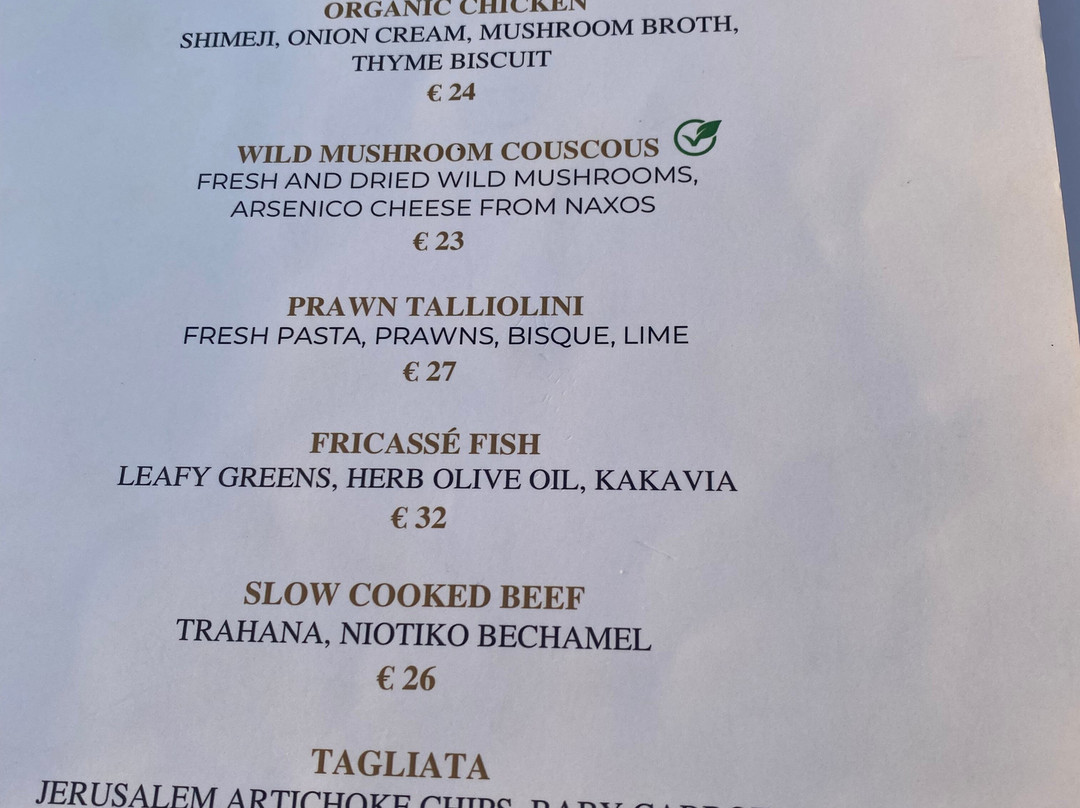 ORGANIC CHICKEN
SHIMEJI, ONION CREAM, MUSHROOM BROTH,
THYME BISCUIT
€ 24
WILD MUSHROOM COUSCOUS
FRESH AND DRIED WILD MUSHROOMS,
ARSENICO CHEESE FROM NAXOS
€ 23
PRAWN TALLIOLINI
FRESH PASTA, PRAWNS, BISQUE, LIME
€ 27
FRICASSÉ FISH
LEAFY GREENS, HERB OLIVE OIL, KAKAVIA
€ 32
SLOW COOKED BEEF
TRAHANA, NIOTIKO BECHAMEL
€ 26
TAGLIATA
JERUSALEM ARTICHOKE CHIPS, BABY